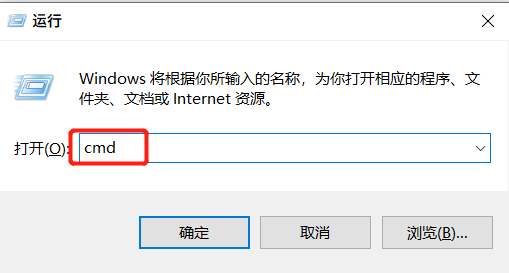 运行
Windows 将根据你所输入的名称，为你打开相应的程序、文
件夹、文档或 Internet 资源。
打开(O): cmd
确定 取消 浏览(B)...